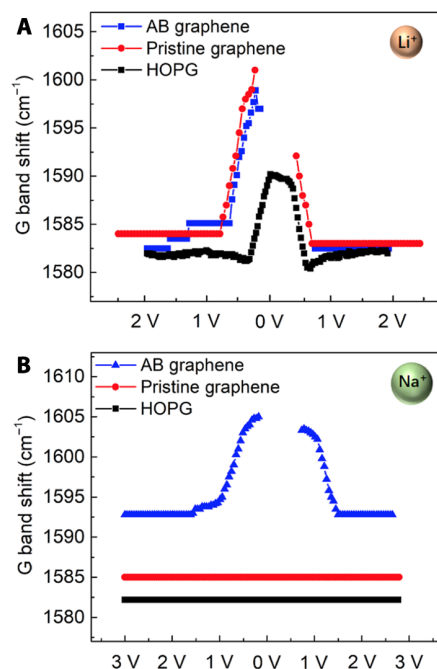 A
AB graphene
Pristine graphene
HOPG
Li⁺
G band shift (cm⁻¹)
1605
1600
1595
1590
1585
1580
2 V 1 V 0 V 1 V 2 V
B
AB graphene
Pristine graphene
HOPG
Na⁺
G band shift (cm⁻¹)
1610
1605
1600
1595
1590
1585
1580
3 V 2 V 1 V 0 V 1 V 2 V 3 V